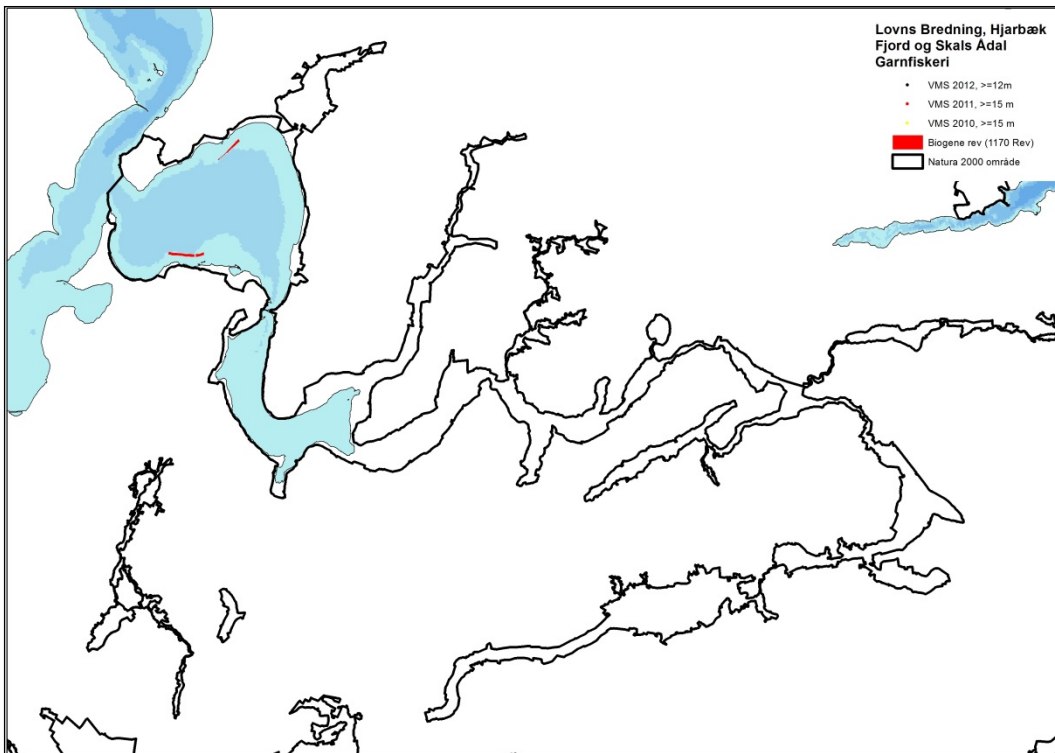 Lovns Bredning, Hjarbæk
Fjord og Skals Ådal
Garnfiskeri
VMS 2012, >=12m
VMS 2011, >=15 m
VMS 2010, >=15 m
Biogene rev (1170 Rev)
Natura 2000 område